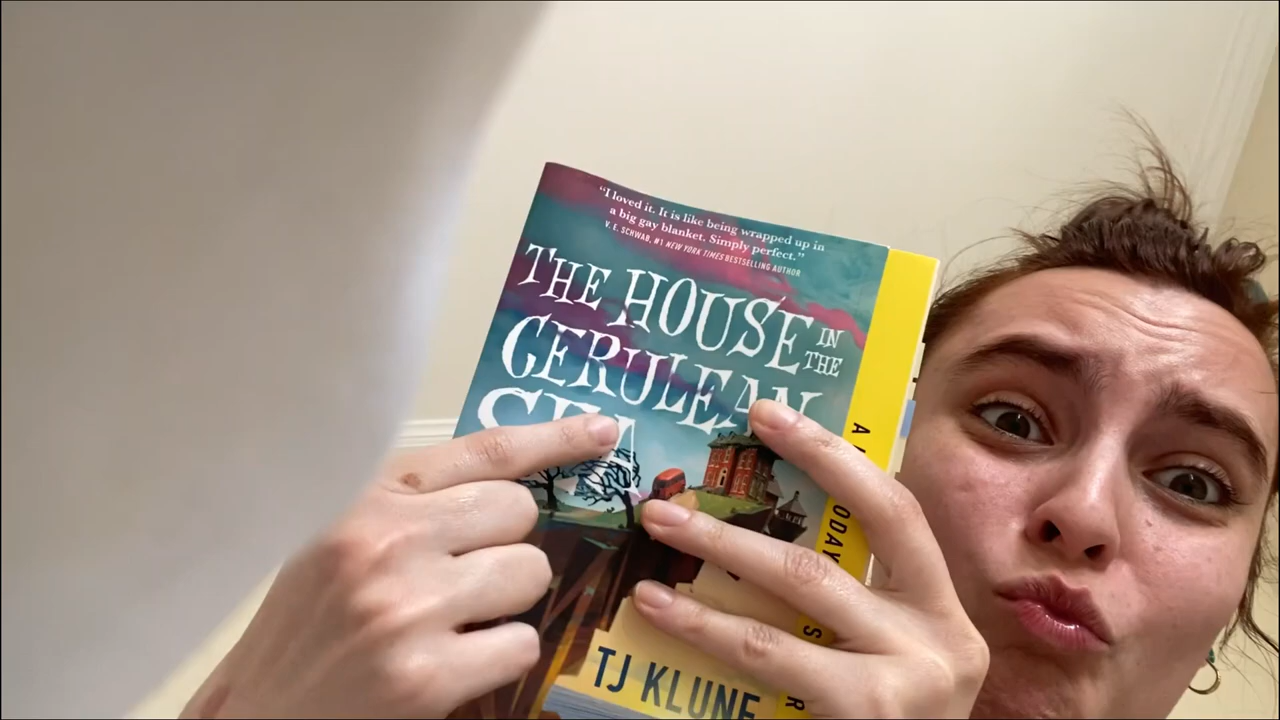 “I loved it. It is like being wrapped up in
a big gay blanket. Simply perfect.”
V. E. SCHWAB, #1 NEW YORK TIMES BESTSELLING AUTHOR
THE HOUSE IN THE
CERULEAN
SEA
TJ KLUNE